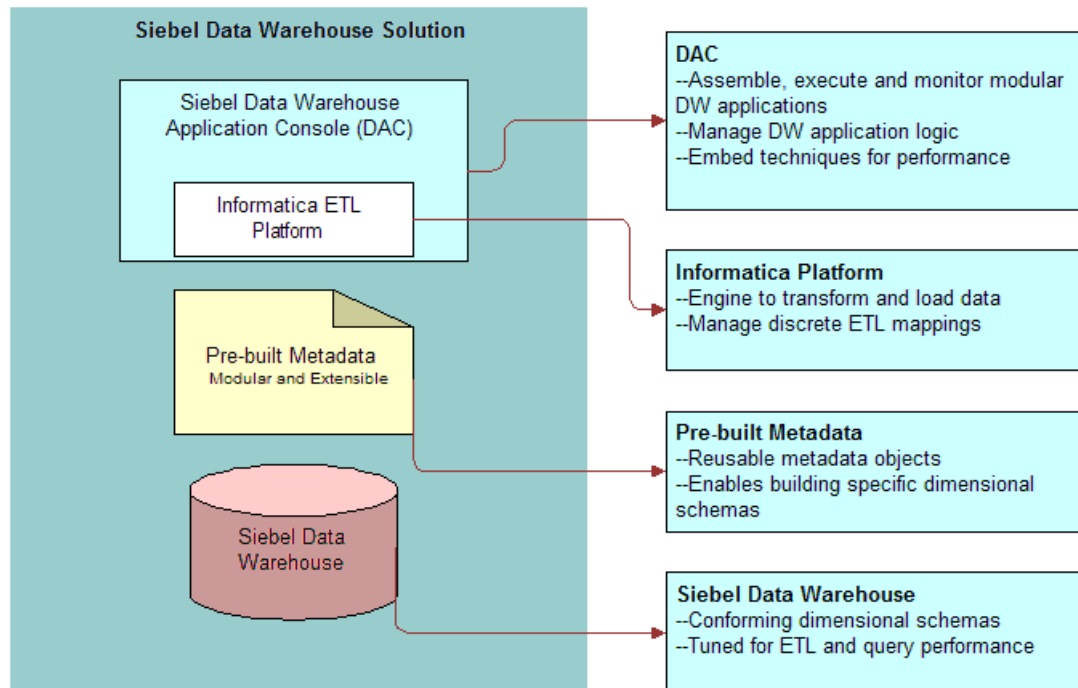 Siebel Data Warehouse Solution
Siebel Data Warehouse
Application Console (DAC)
Informatica ETL
Platform
Pre-built Metadata
Modular and Extensible
Siebel Data
Warehouse
DAC
--Assemble, execute and monitor modular
DW applications
--Manage DW application logic
--Embed techniques for performance
Informatica Platform
--Engine to transform and load data
--Manage discrete ETL mappings
Pre-built Metadata
--Reusable metadata objects
--Enables building specific dimensional
schemas
Siebel Data Warehouse
--Conforming dimensional schemas
--Tuned for ETL and query performance